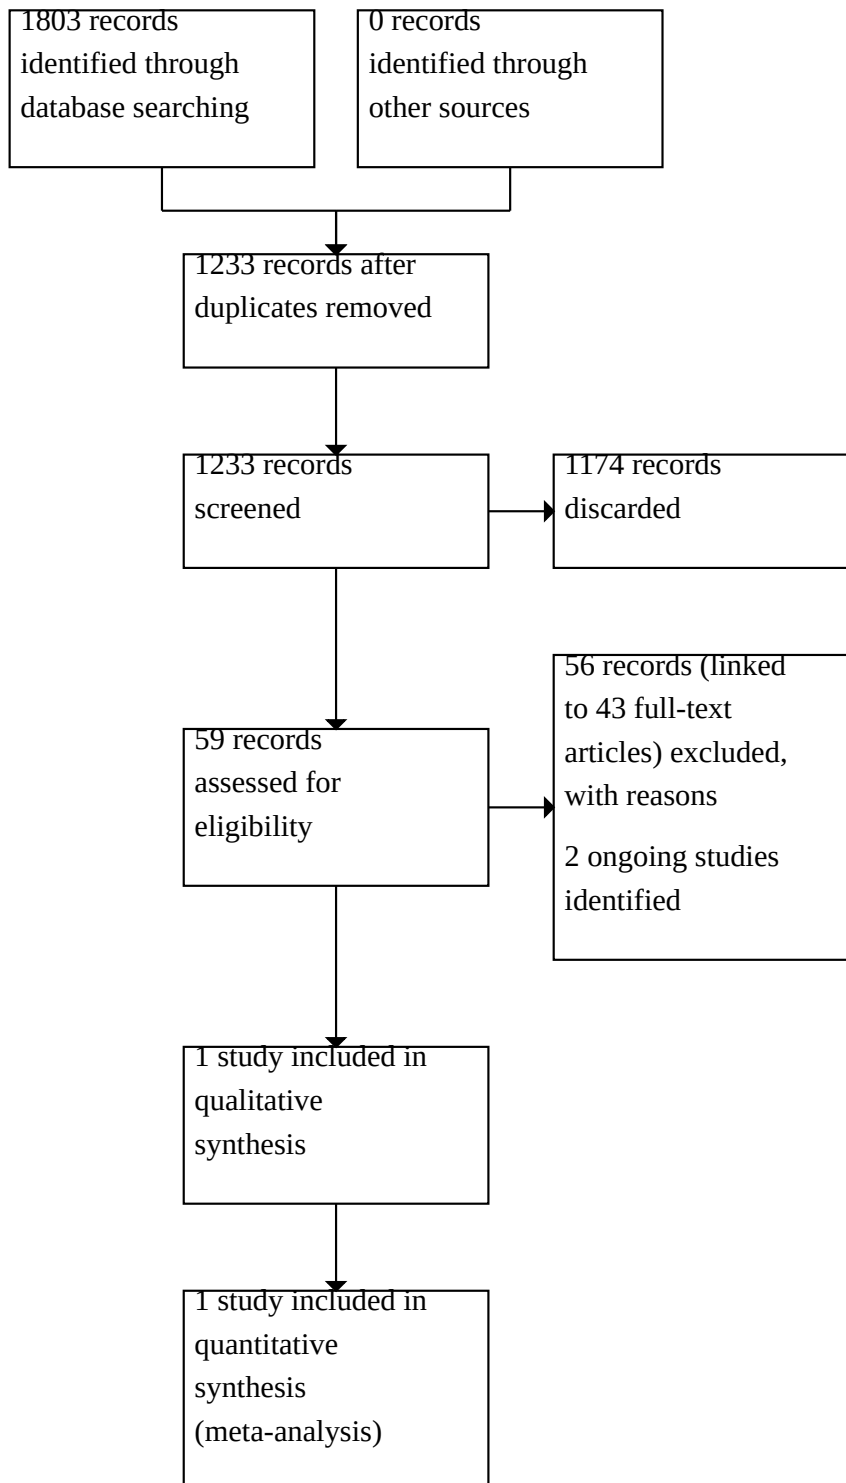 1803 records
identified through
database searching
0 records
identified through
other sources
1233 records after
duplicates removed
1233 records
screened
1174 records
discarded
59 records
assessed for
eligibility
56 records (linked
to 43 full-text
articles) excluded,
with reasons
2 ongoing studies
identified
1 study included in
qualitative
synthesis
1 study included in
quantitative
synthesis
(meta-analysis)